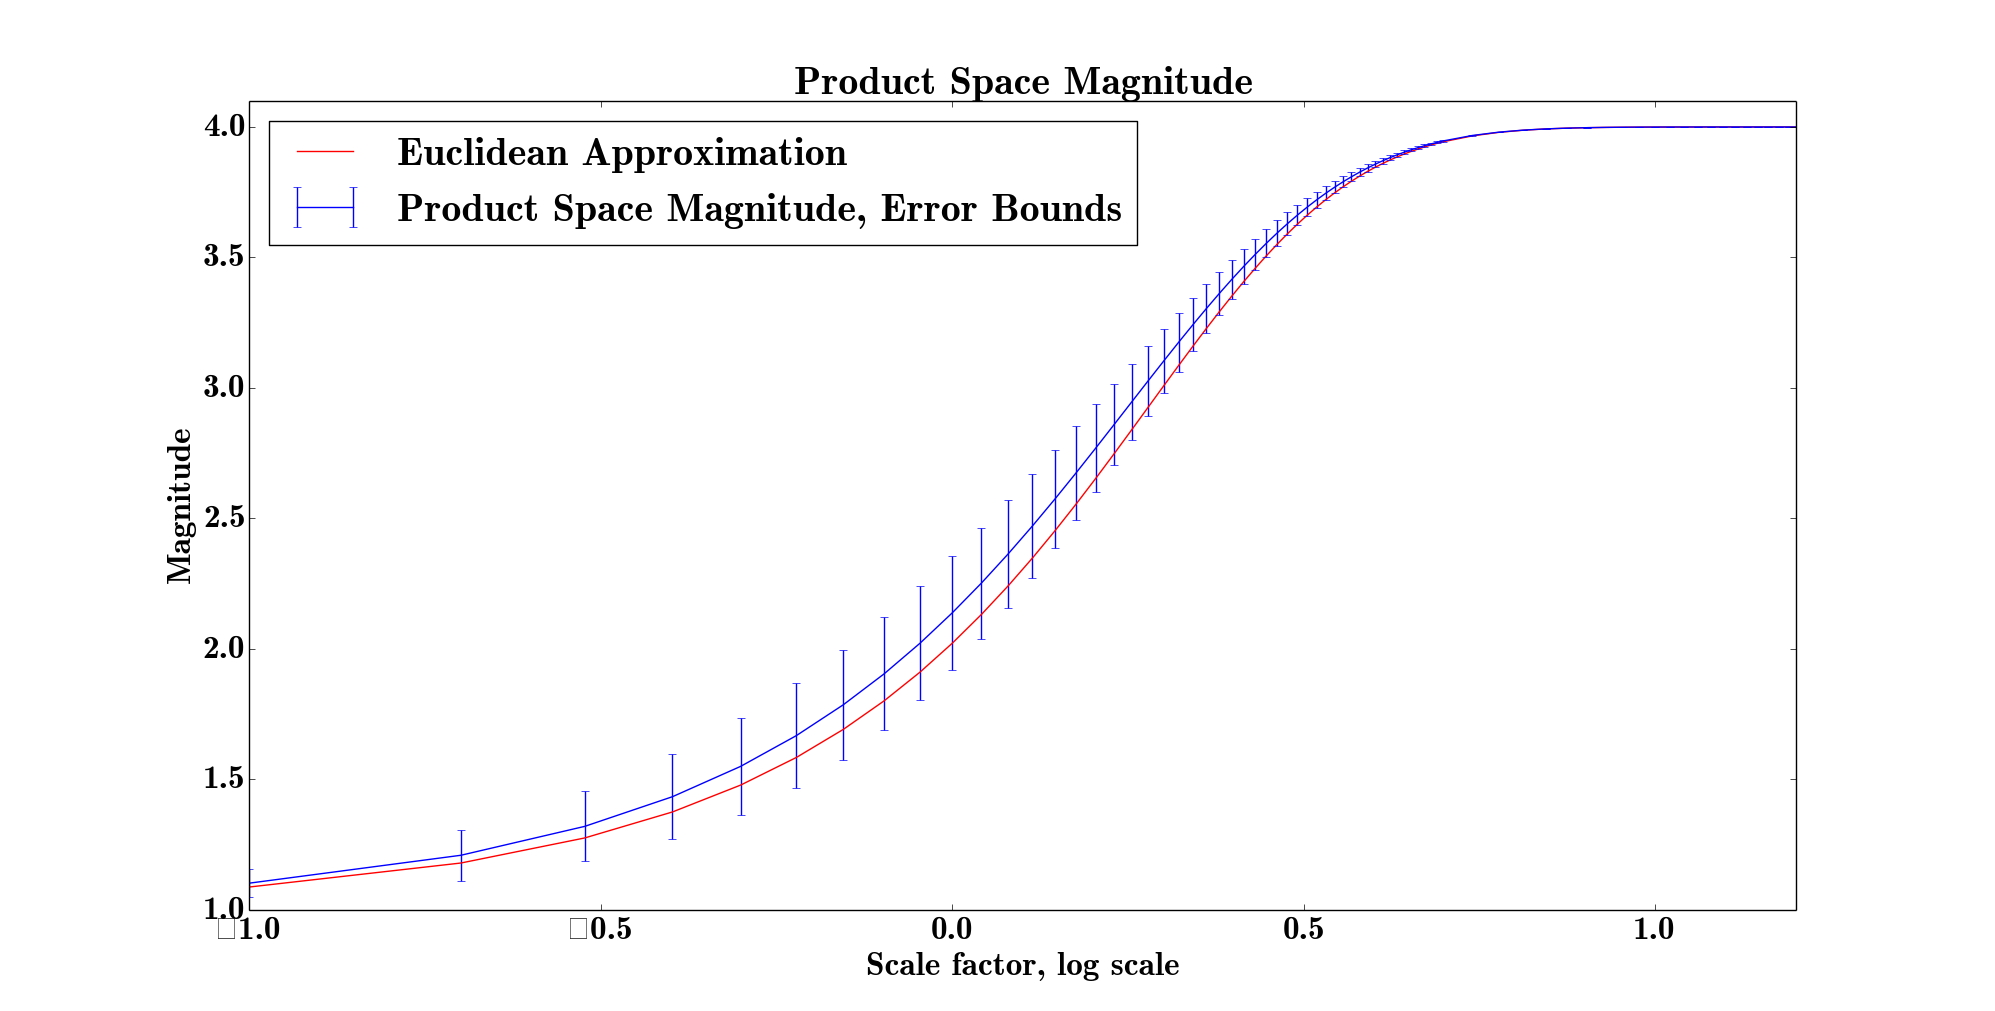 Product Space Magnitude
Euclidean Approximation
Product Space Magnitude, Error Bounds
Magnitude
4.0
3.5
3.0
2.5
2.0
1.5
1.0
□1.0 □0.5 0.0 0.5 1.0
Scale factor, log scale